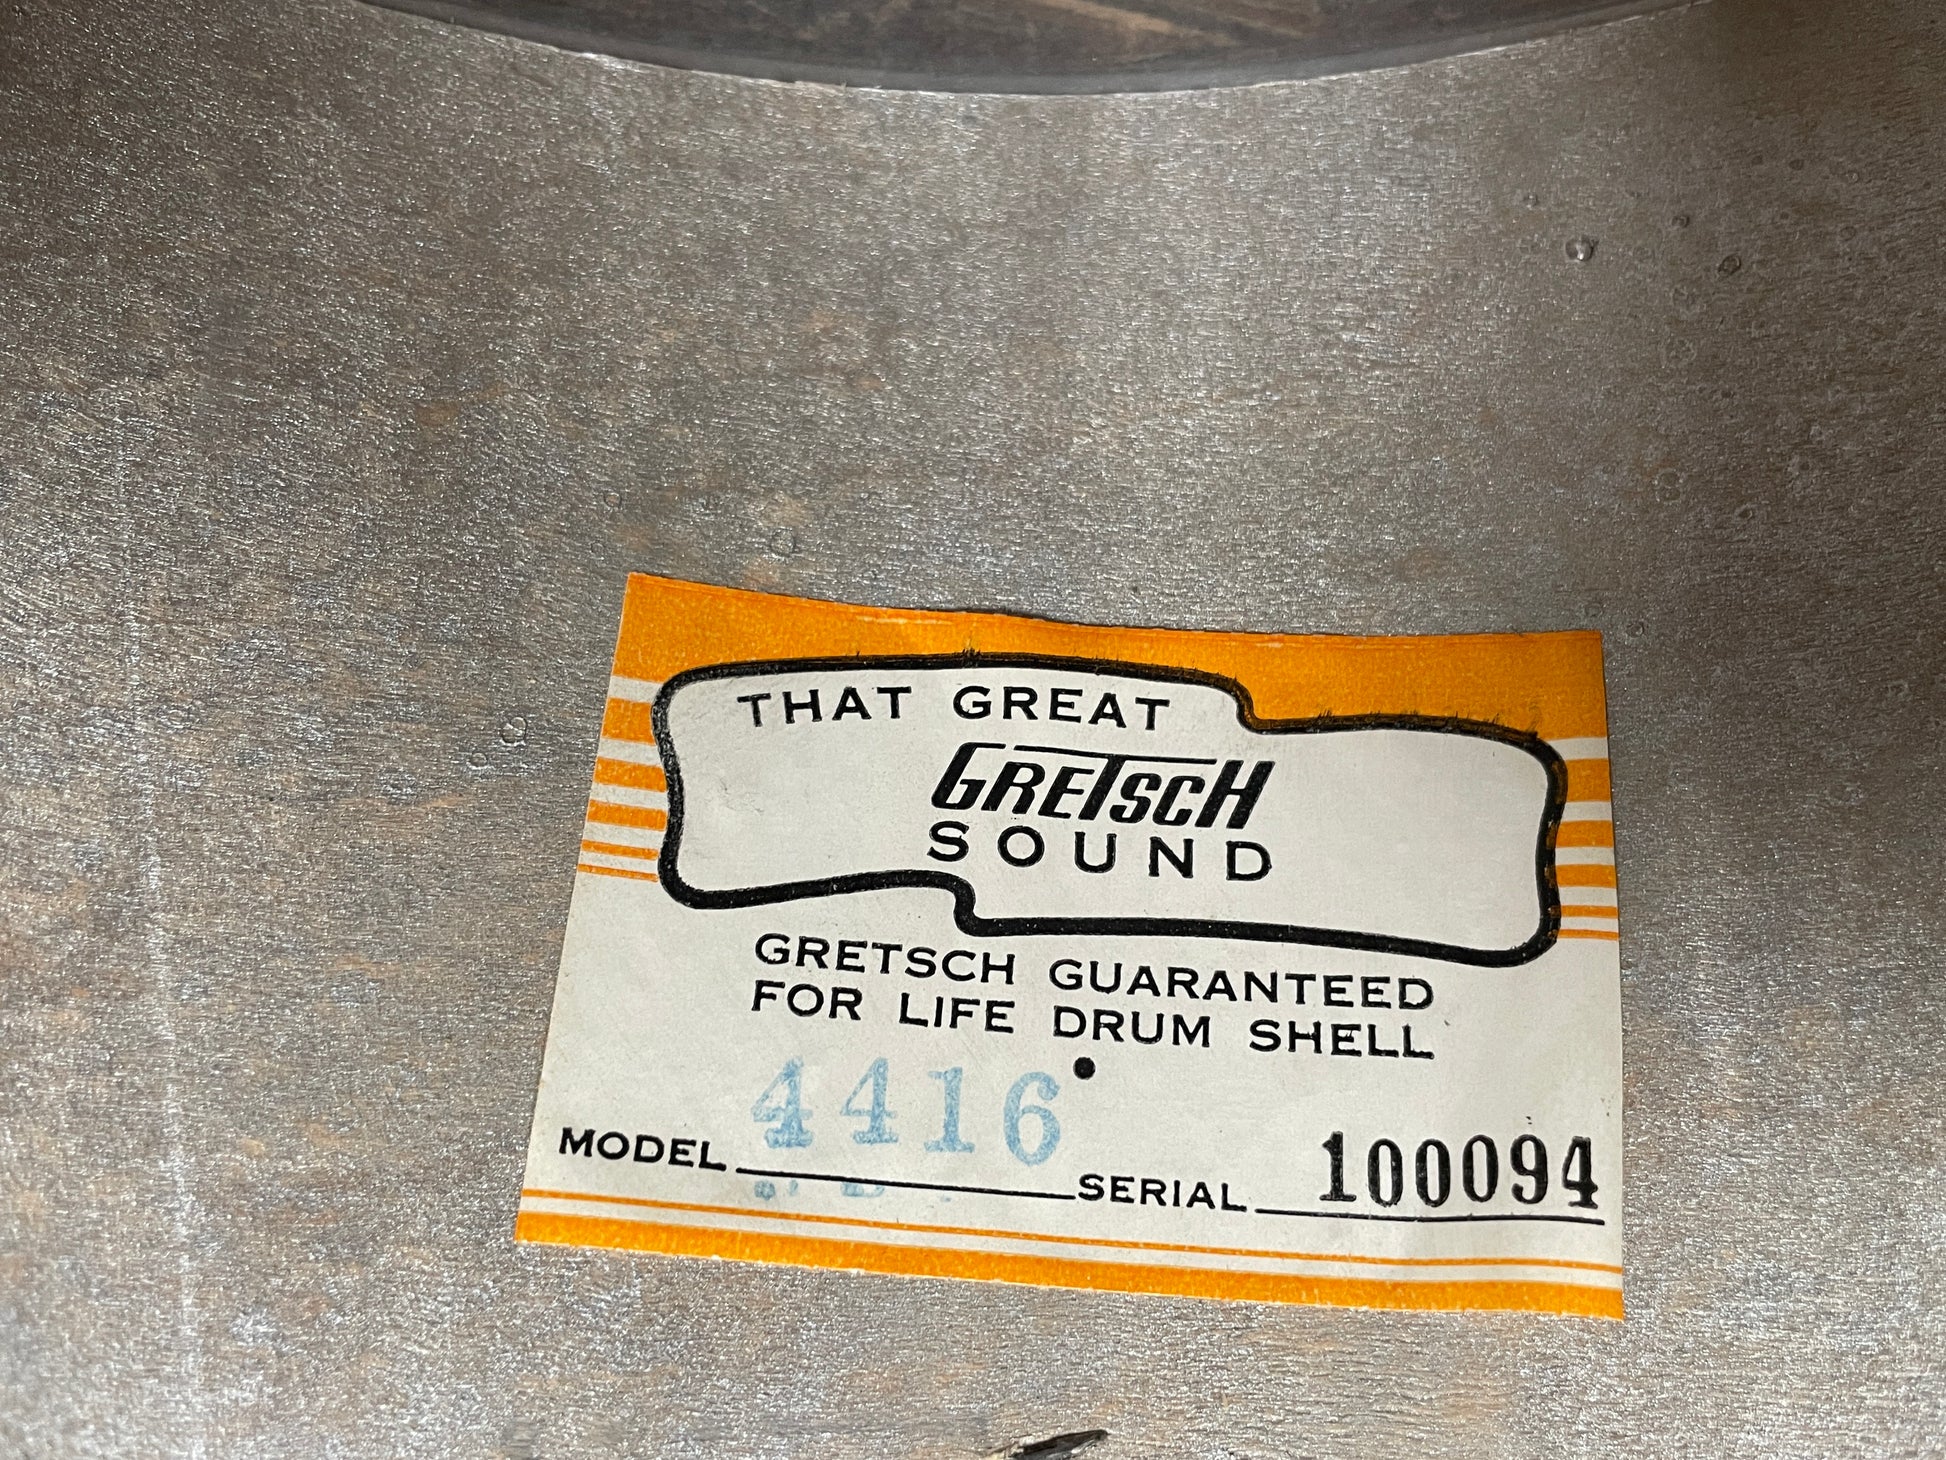 THAT GREAT
GRETSCH
SOUND
GRETSCH GUARANTEED
FOR LIFE DRUM SHELL
MODEL 4416 SERIAL 100094